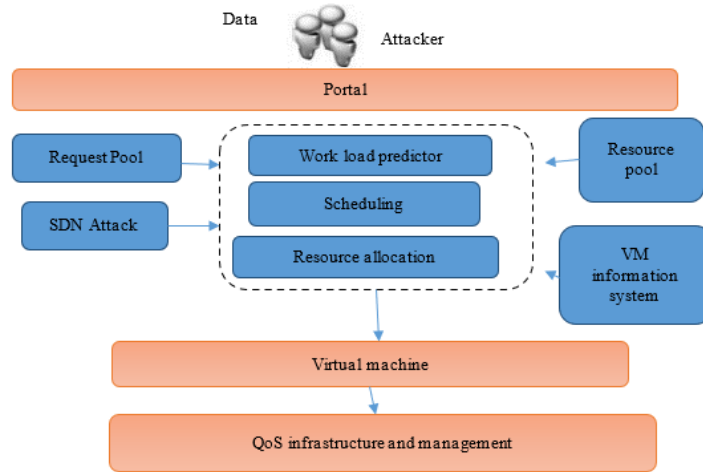 Data
Attacker
Portal
Request Pool
Work load predictor
Resource
pool
Scheduling
SDN Attack
Resource allocation
VM
information
system
Virtual machine
QoS infrastructure and management